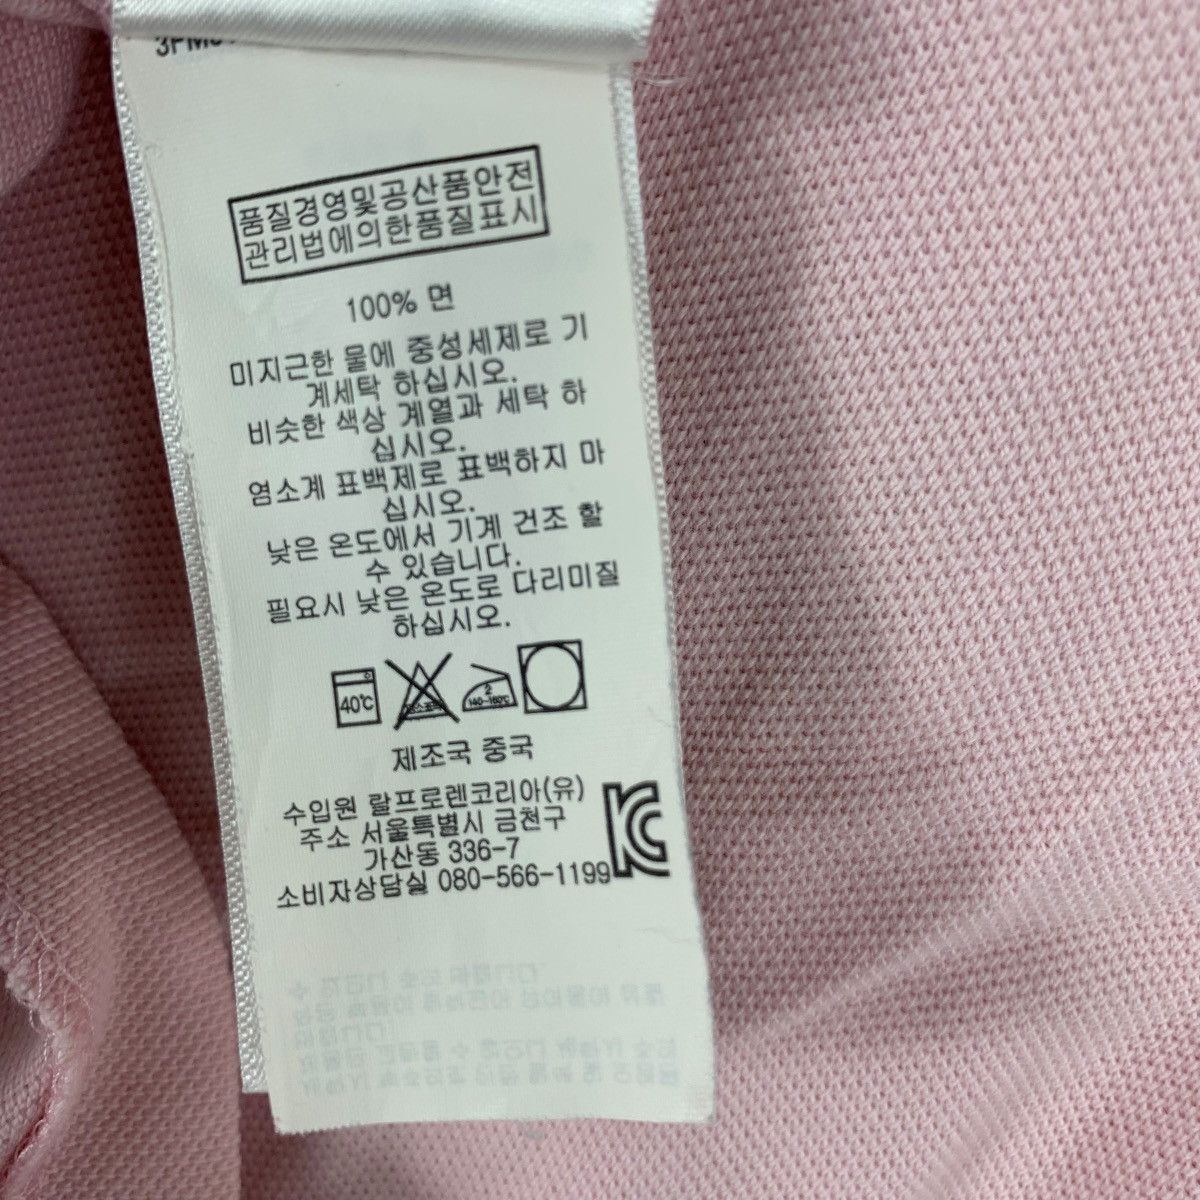 품질경영및공산품안전
관리법에의한품질표시
100% 면
미지근한 물에 중성세제로 기
계세탁 하십시오.
비슷한 색상 계열과 세탁 하
십시오.
염소계 표백제로 표백하지 마
십시오.
낮은 온도에서 기계 건조 할
수 있습니다.
필요시 낮은 온도로 다리미질
하십시오.
40℃
2
140~160℃
제조국 중국
수입원 랄프로렌코리아(유)
주소 서울특별시 금천구
가산동 336-7
소비자상담실 080-566-1199